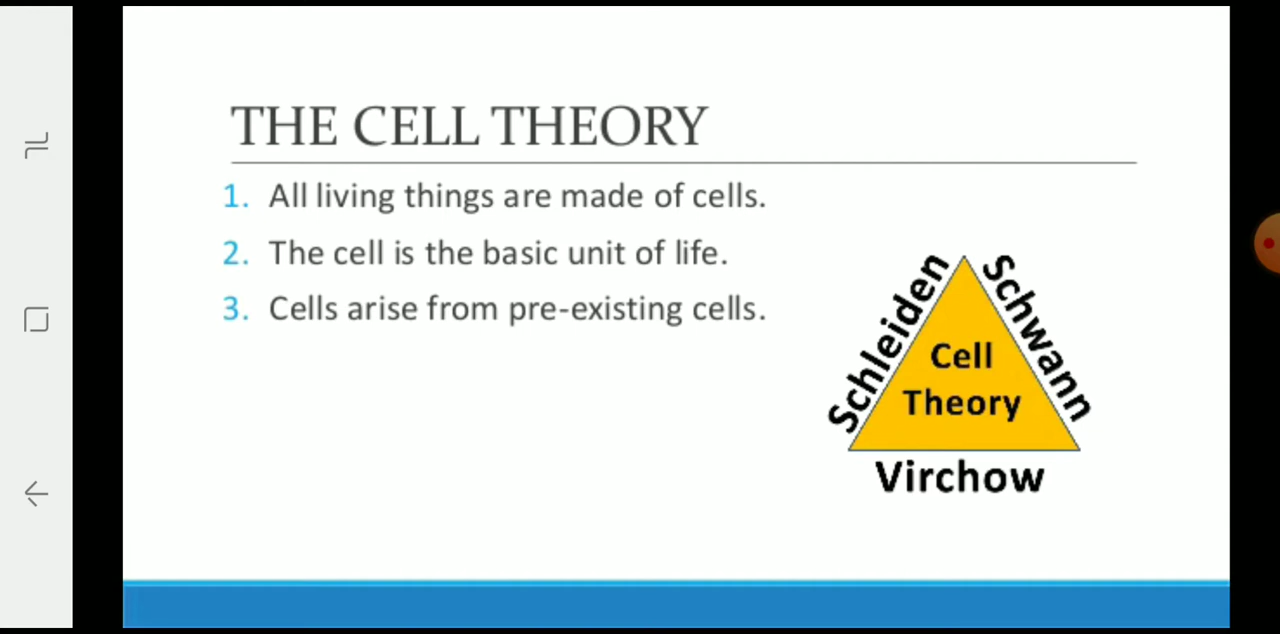 THE CELL THEORY
1. All living things are made of cells.
2. The cell is the basic unit of life.
3. Cells arise from pre-existing cells.
Schleiden
Schwann
Cell
Theory
Virchow